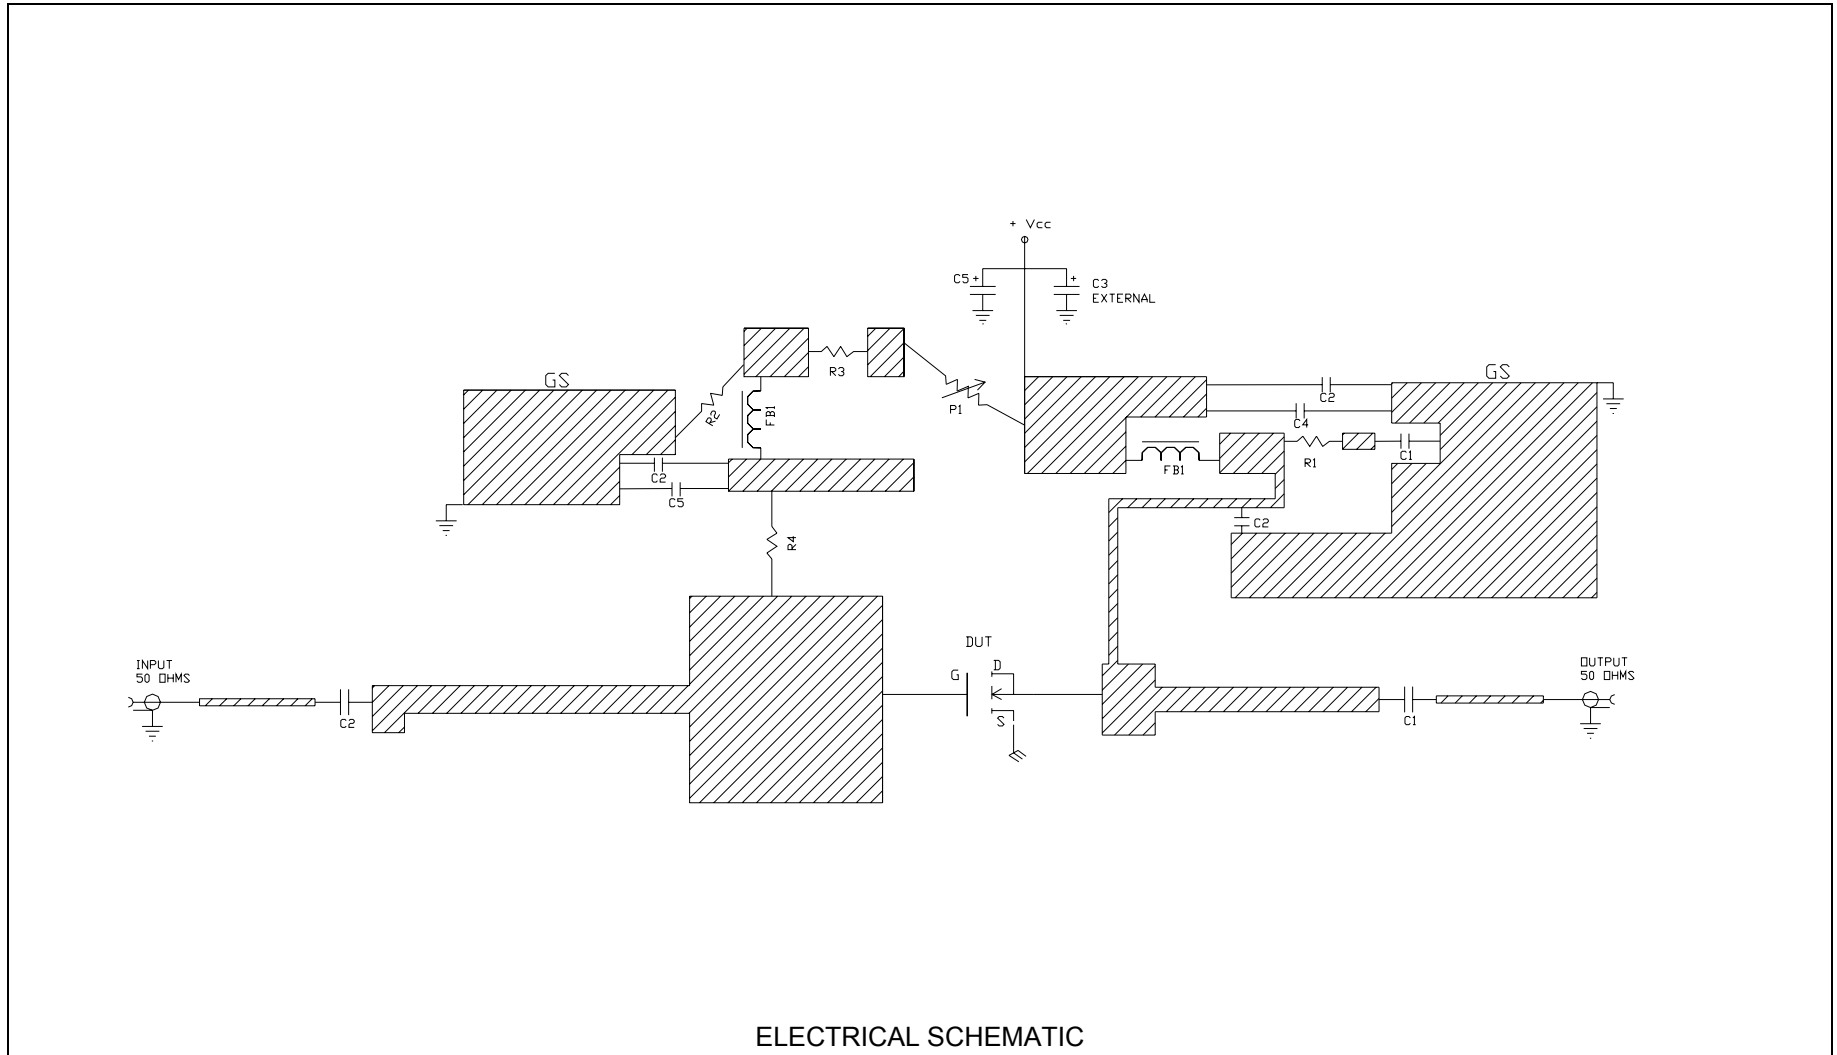 + Vcc
C5 +
+ C3
EXTERNAL
GS
R2
FB1
R3
P1
C2
C5
R4
GS
C2
C4
FB1
R1
C1
C2
INPUT
50 OHMS
C2
DUT
G
D
S
C1
OUTPUT
50 OHMS
ELECTRICAL SCHEMATIC